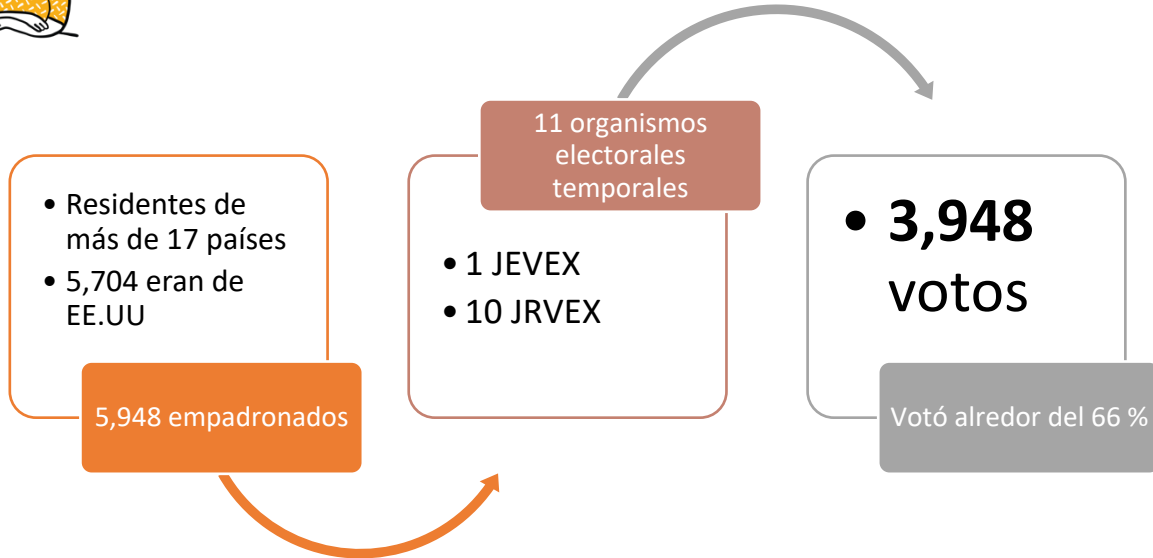 • Residentes de
más de 17 países
• 5,704 eran de
EE.UU
5,948 empadronados
11 organismos
electorales
temporales
• 1 JEVEX
• 10 JRVEX
• 3,948
votos
Votó alredor del 66 %